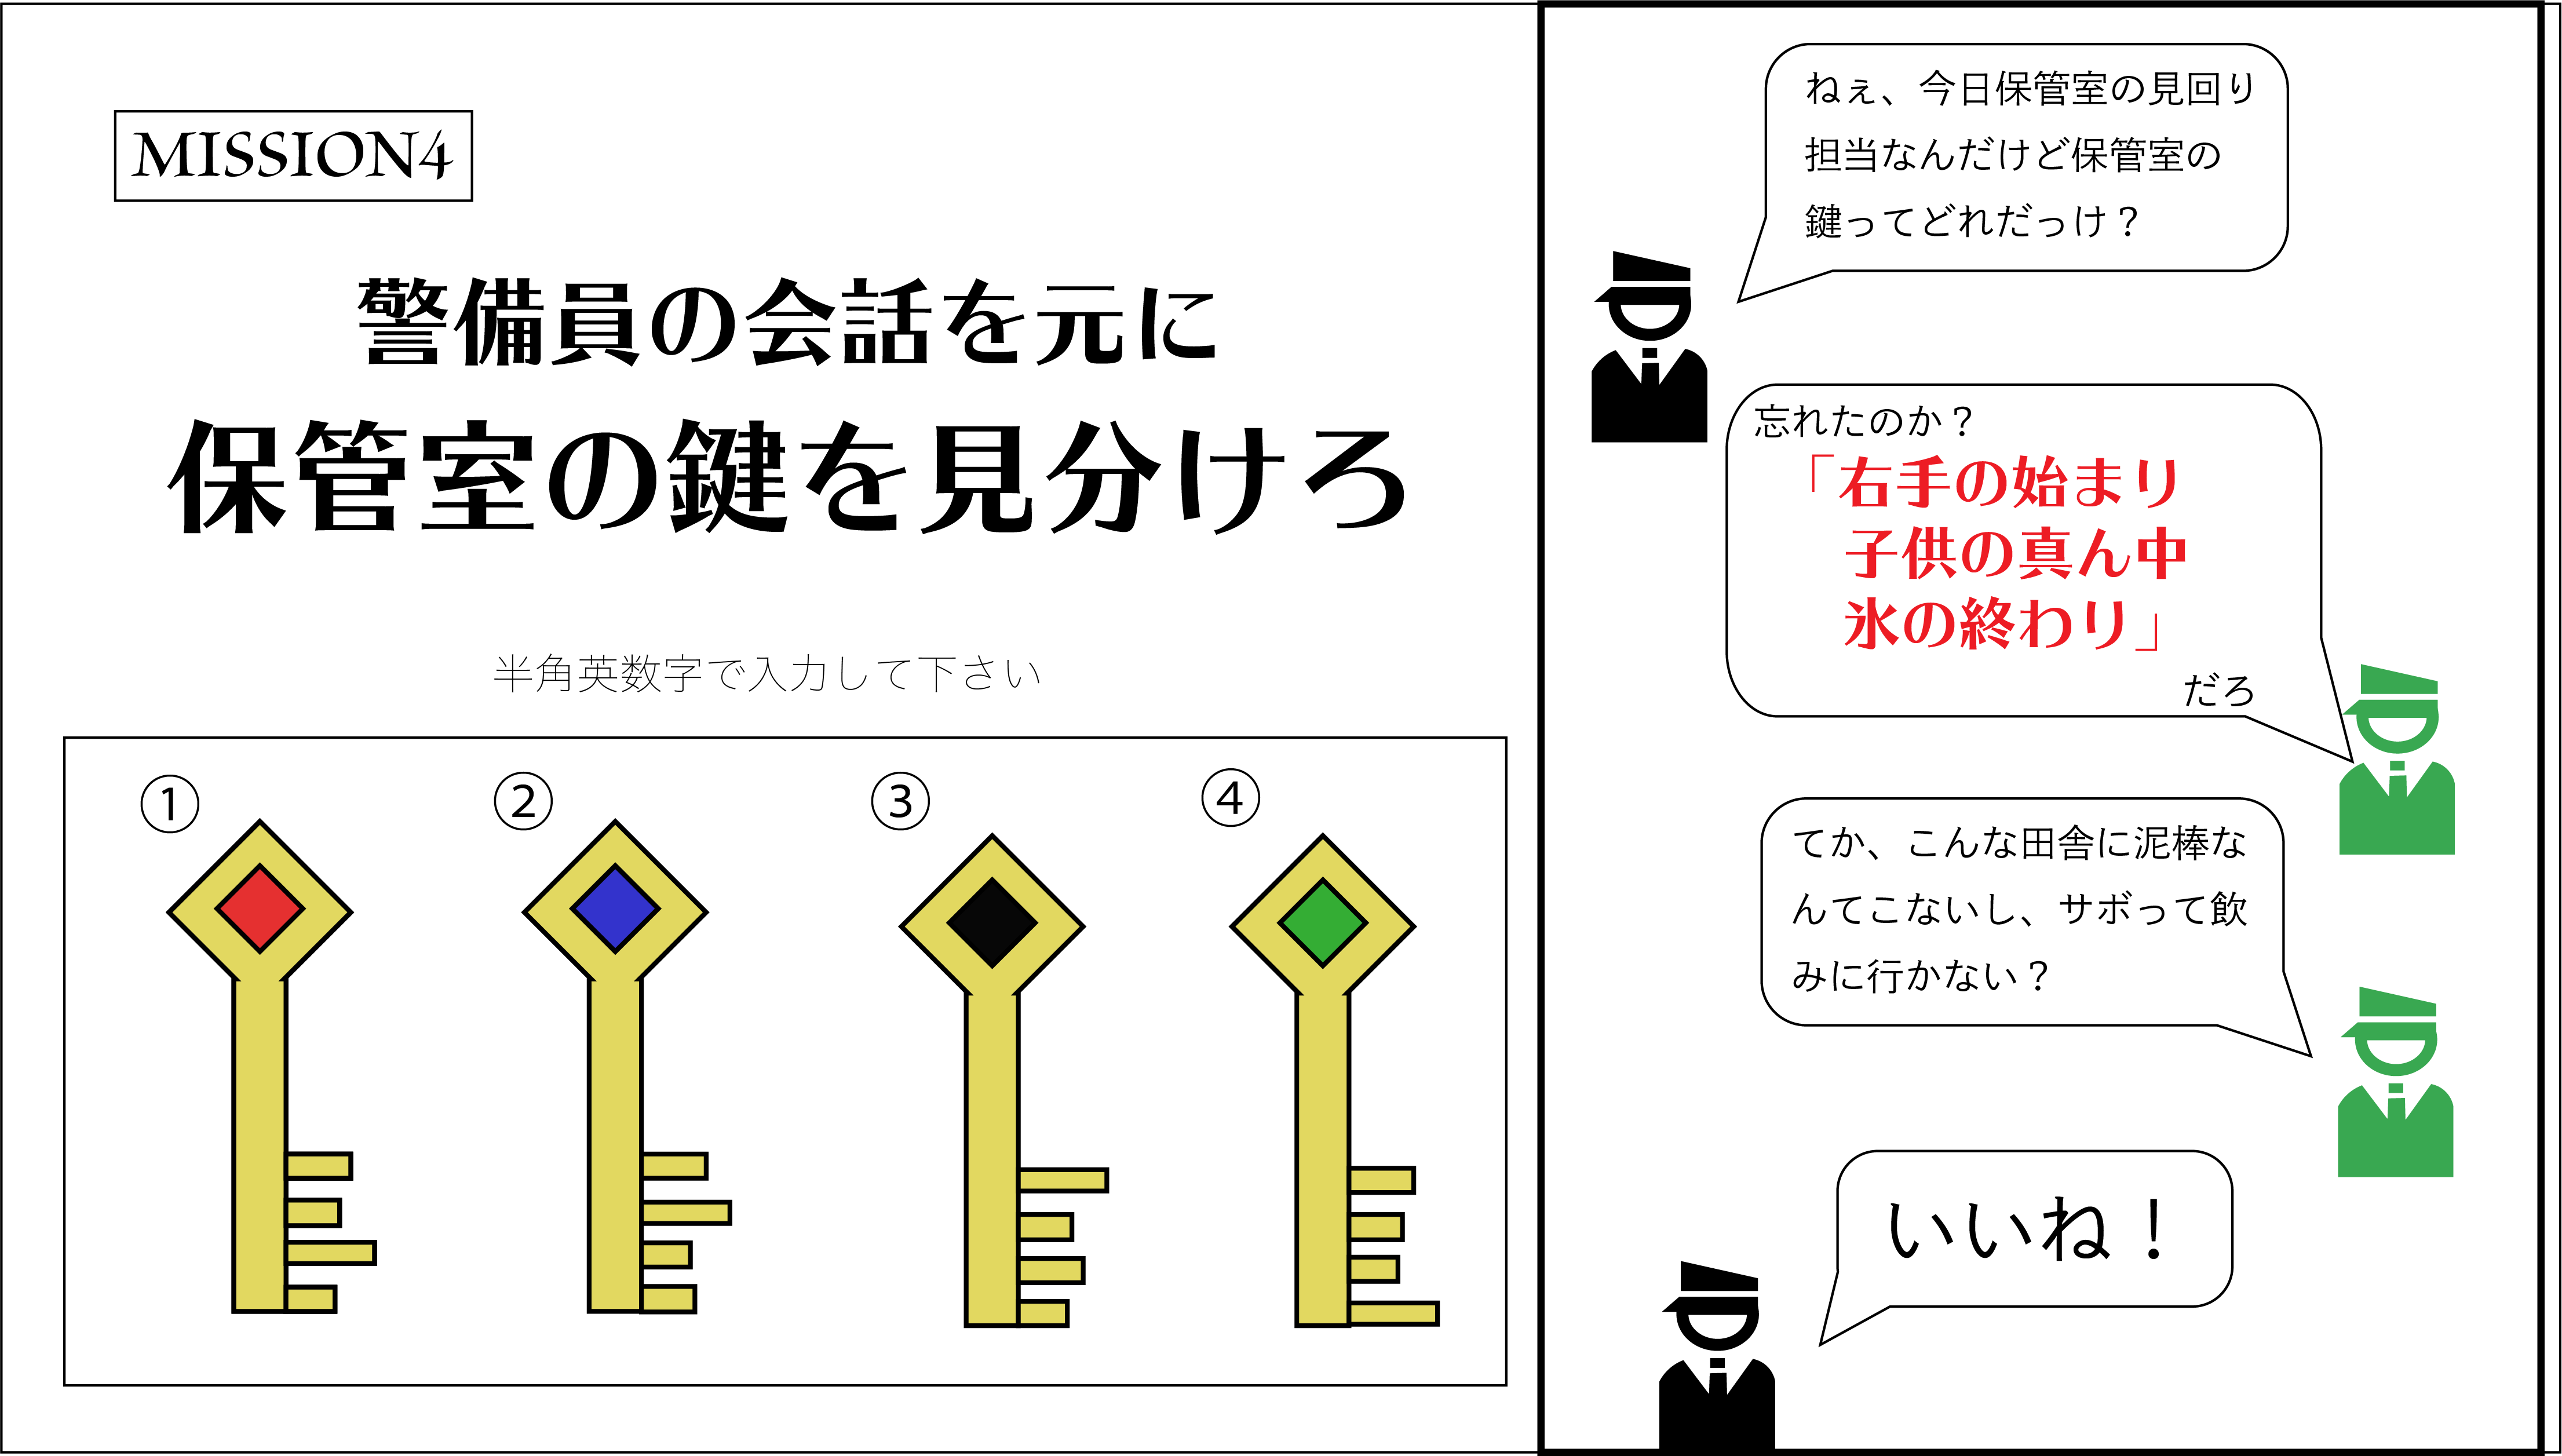 MISSION4
警備員の会話を元に
保管室の鍵を見分けろ
半角英数字で入力して下さい
①
②
③
④
ねぇ、今日保管室の見回り
担当なんだけど保管室の
鍵ってどれだっけ？
忘れたのか？
「右手の始まり
子供の真ん中
氷の終わり」
だろ
てか、こんな田舎に泥棒な
んてこないし、サボって飲
みに行かない？
いいね！